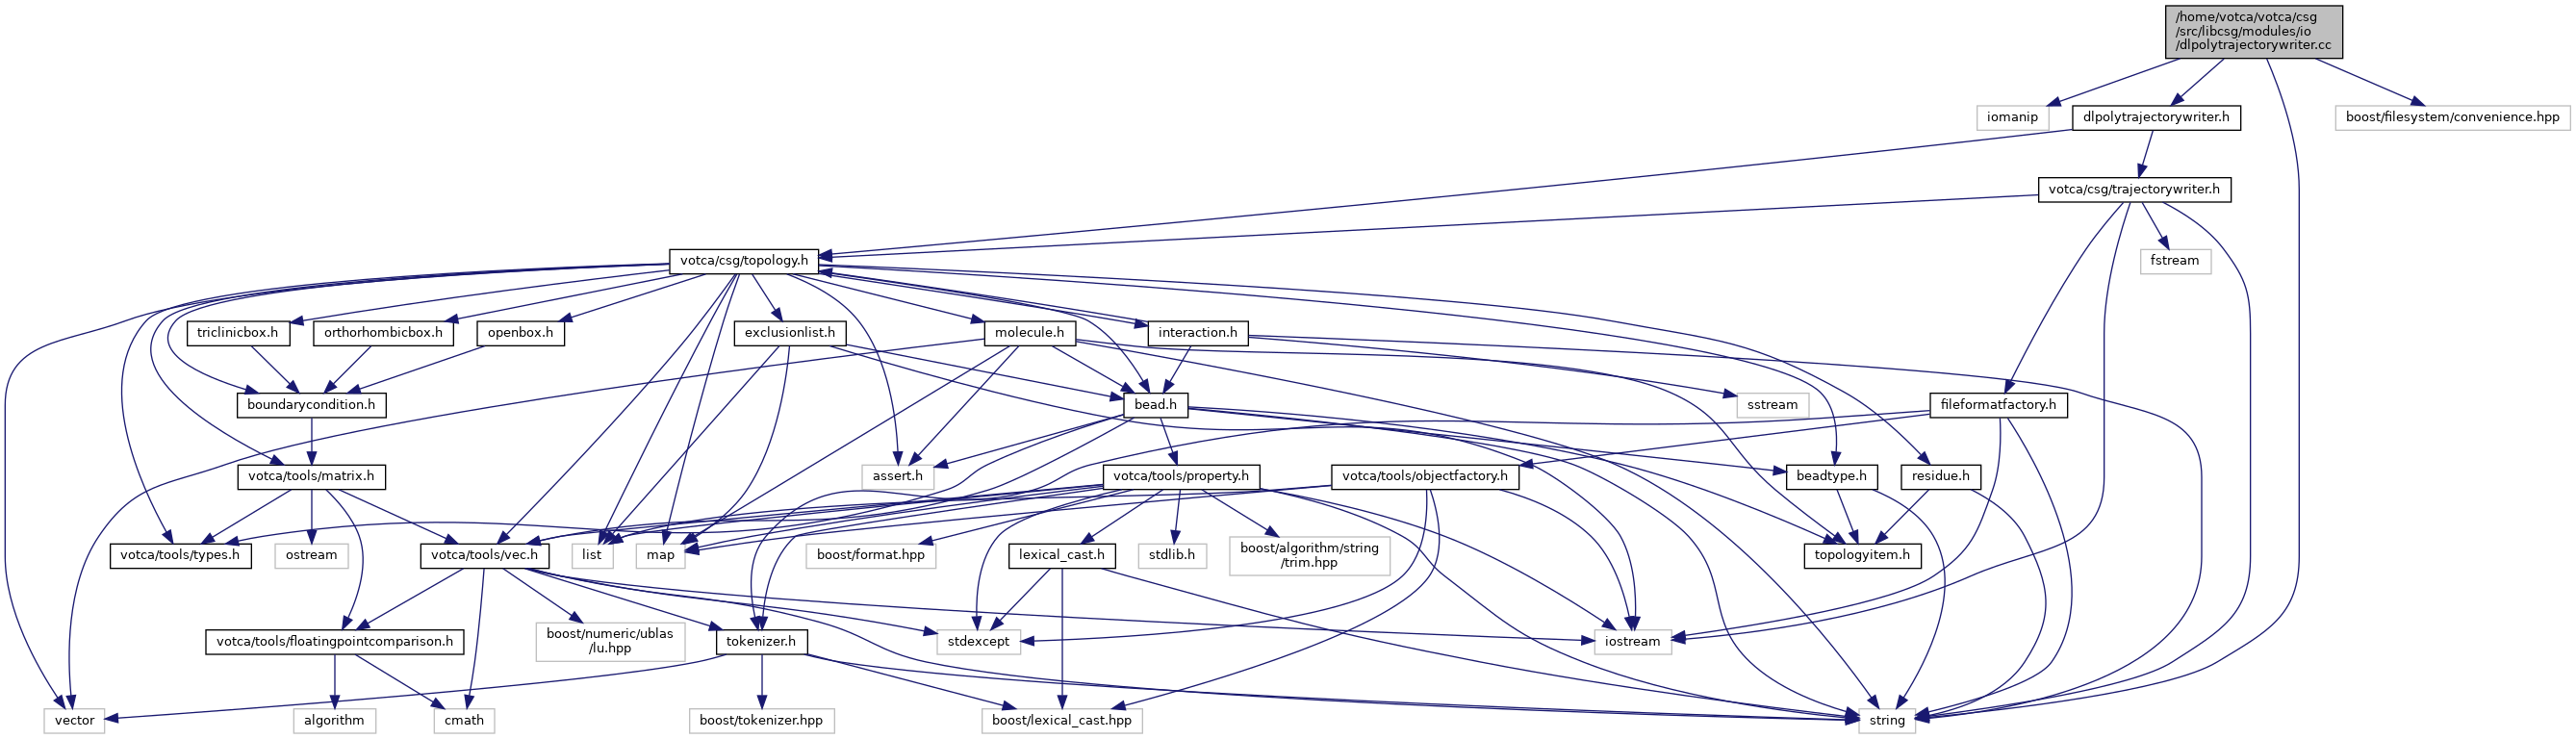 /home/votca/votca/csg
/src/libcsg/modules/io
/dlpolytrajectorywriter.cc
iomanip
dlpolytrajectorywriter.h
boost/filesystem/convenience.hpp
votca/csg/trajectorywriter.h
votca/csg/topology.h
fstream
triclinicbox.h
orthorhombicbox.h
openbox.h
exclusionlist.h
molecule.h
interaction.h
boundarycondition.h
bead.h
sstream
fileformatfactory.h
votca/tools/matrix.h
assert.h
votca/tools/property.h
votca/tools/objectfactory.h
beadtype.h
residue.h
votca/tools/types.h
ostream
votca/tools/vec.h
list
map
boost/format.hpp
lexical_cast.h
stdlib.h
boost/algorithm/string
/trim.hpp
topologyitem.h
votca/tools/floatingpointcomparison.h
boost/numeric/ublas
/lu.hpp
tokenizer.h
stdexcept
iostream
vector
algorithm
cmath
boost/tokenizer.hpp
boost/lexical_cast.hpp
string